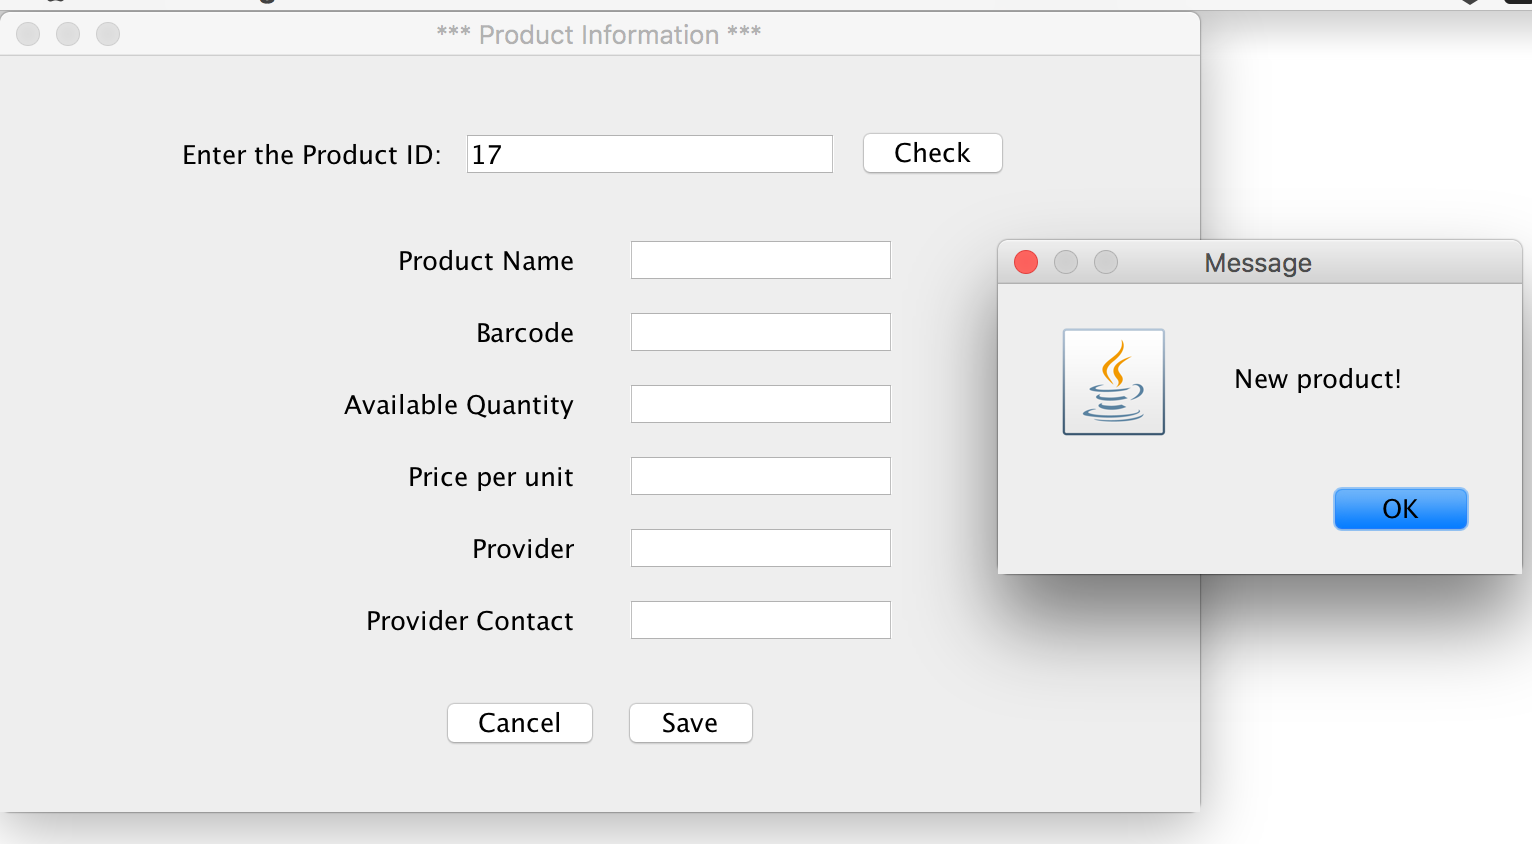 *** Product Information ***
Enter the Product ID: 17 Check
Product Name
Barcode
Available Quantity
Price per unit
Provider
Provider Contact
Cancel Save
Message
New product!
OK